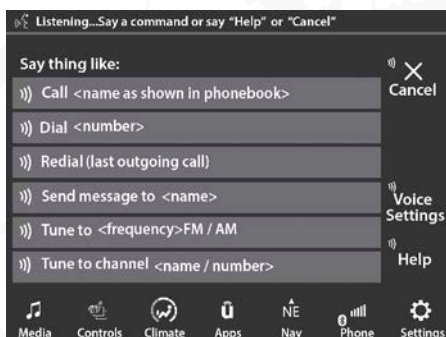 Listening...Say a command or say “Help” or “Cancel”
Say thing like:
Call <name as shown in phonebook>
Cancel
Dial <number>
Redial (last outgoing call)
Send message to <name>
Voice
Settings
Tune to <frequency>FM / AM
Help
Tune to channel <name / number>
NE
Media Controls Climate Apps Nav Phone Settings